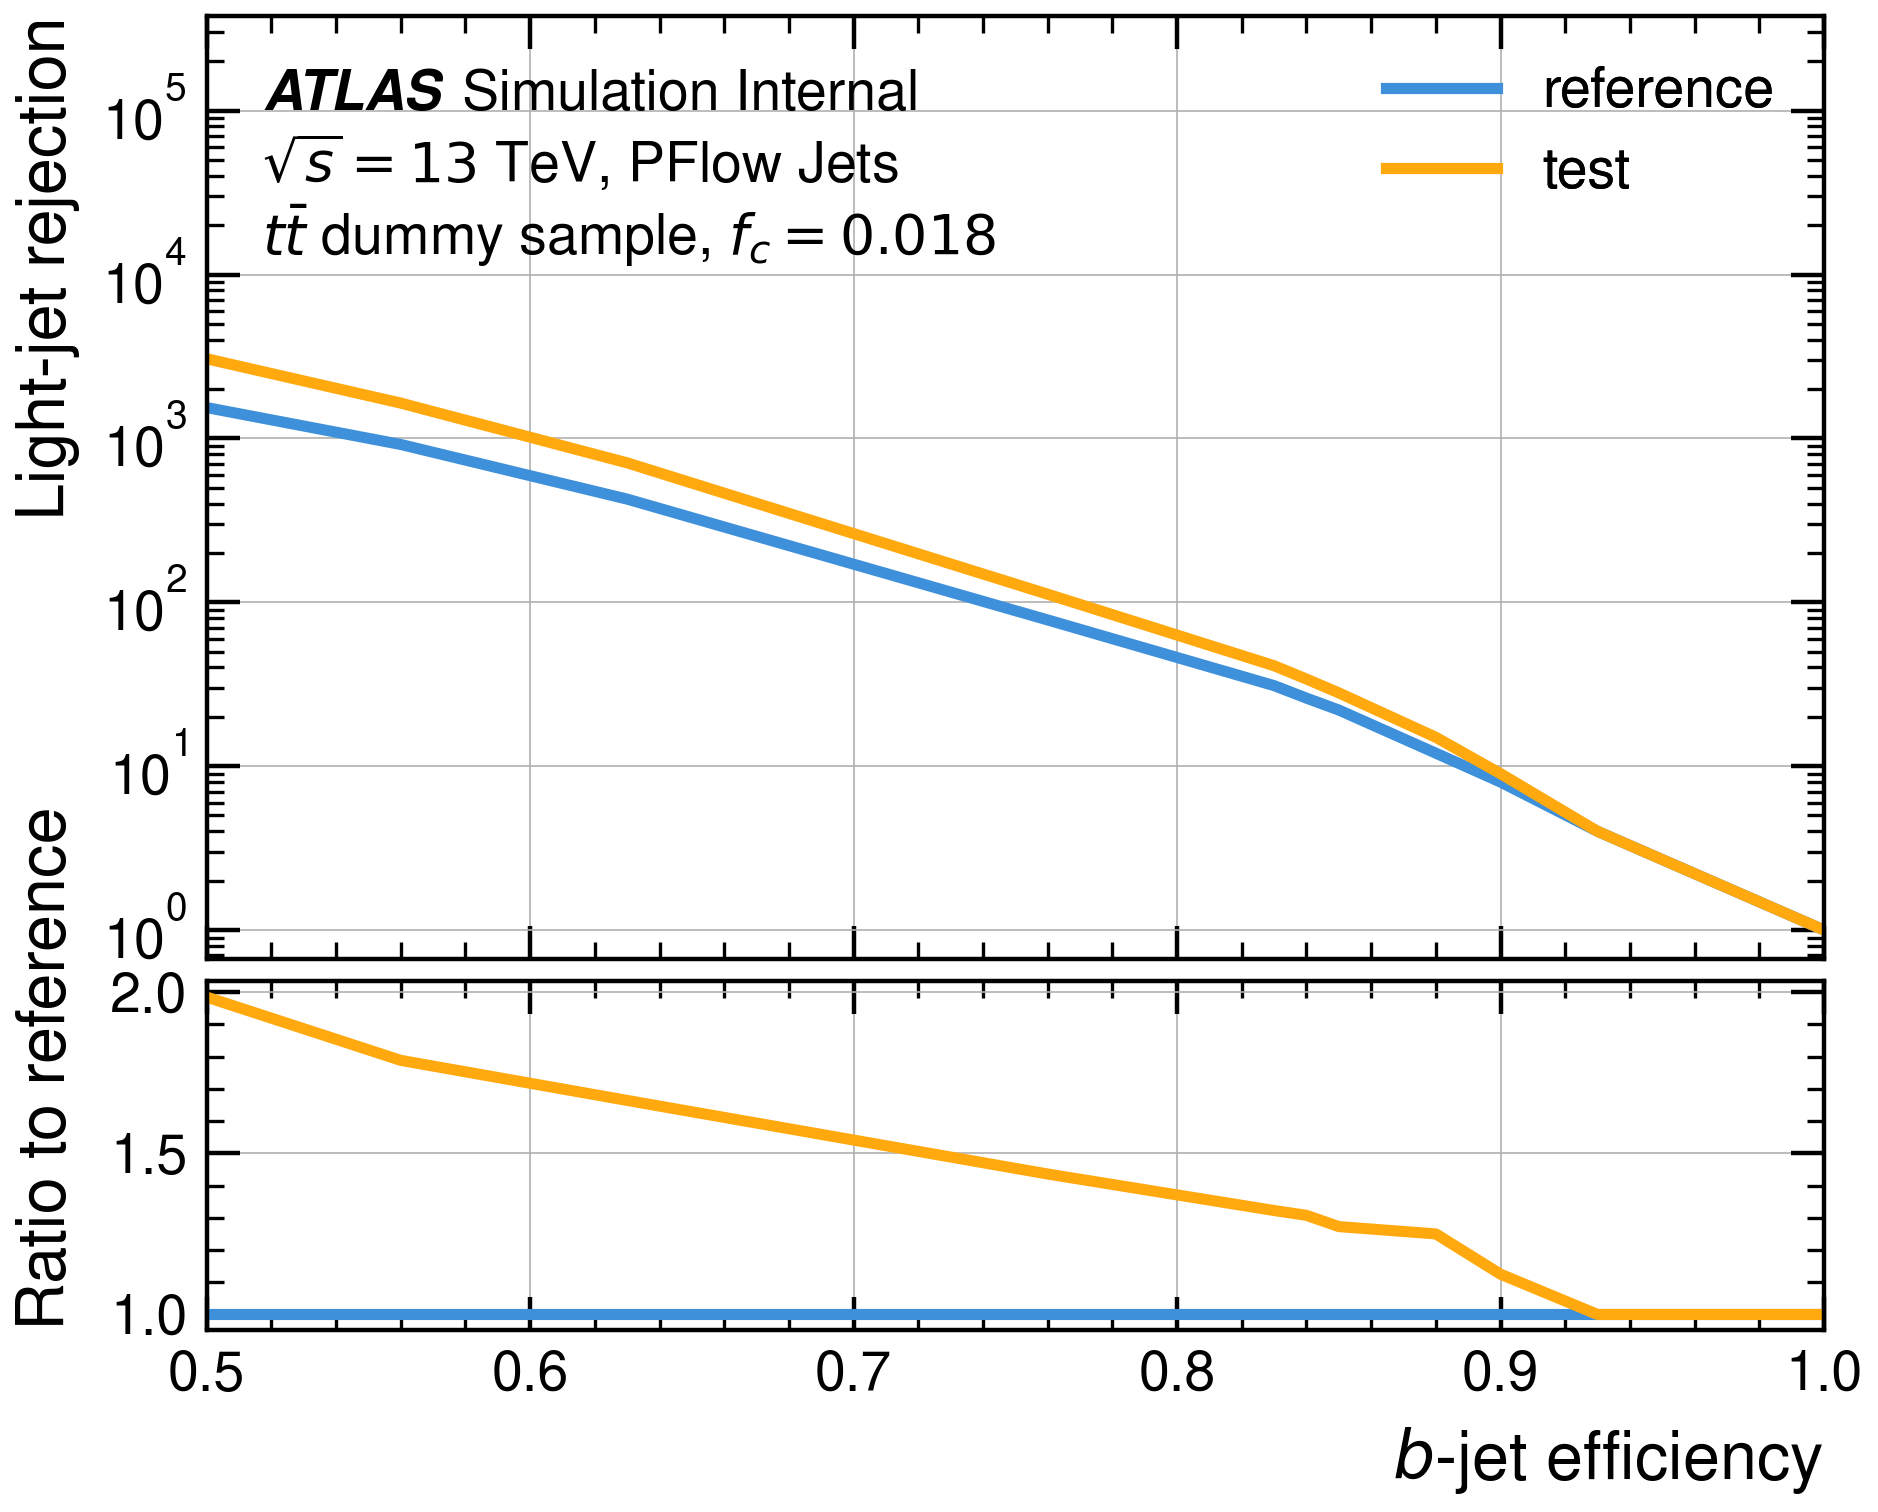 ATLAS Simulation Internal
√s = 13 TeV, PFlow Jets
tt̄ dummy sample, f_c = 0.018
reference
test
Light-jet rejection
10^5
10^4
10^3
10^2
10^1
10^0
Ratio to reference
2.0
1.5
1.0
0.5 0.6 0.7 0.8 0.9 1.0
b-jet efficiency